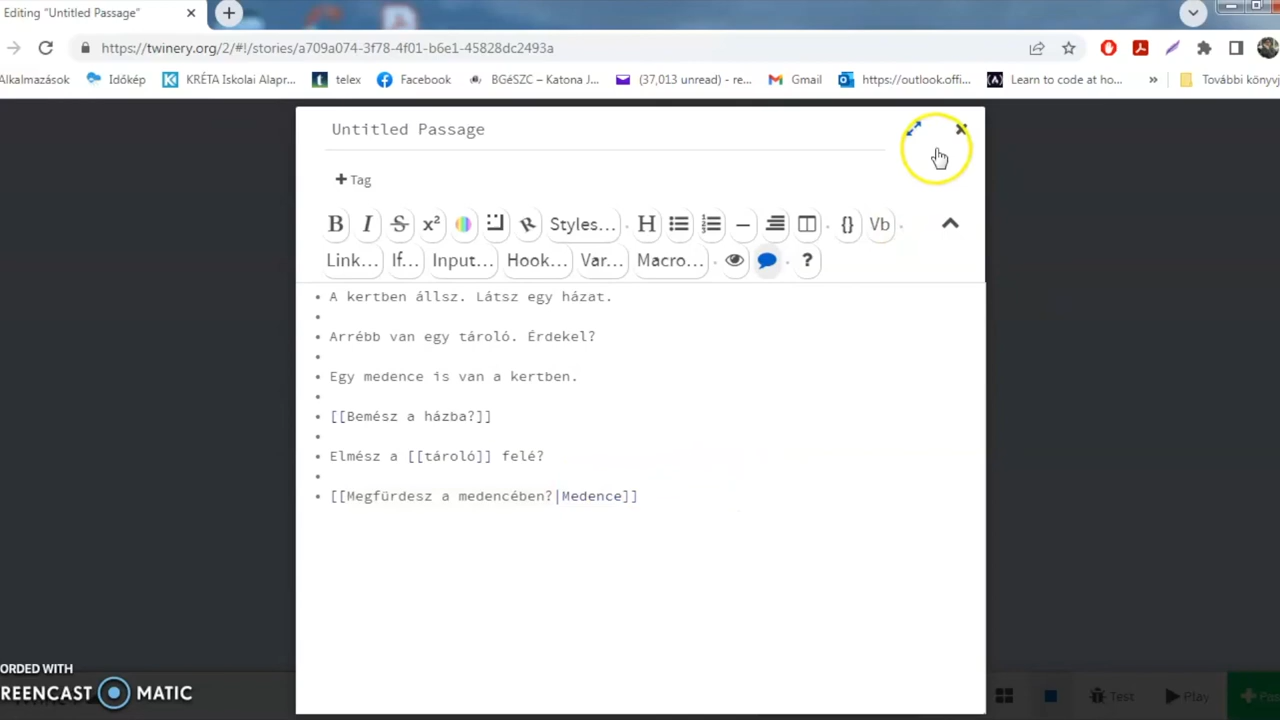 Editing "Untitled Passage"
https://twinery.org/2/#!/stories/a709a074-3f78-4f01-b6e1-45828dc2493a
Alkalmazások Időkép KRÉTA Iskolai Alapr... telex Facebook BGéSZC – Katona J... (37,013 unread) - re... Gmail https://outlook.offi... Learn to code at ho... » További könyvj
Untitled Passage
+ Tag
B I S x² Styles... H {} Vb
Link... If... Input... Hook... Var... Macro... ?
• A kertben állsz. Látsz egy házat.
•
• Arrébb van egy tároló. Érdekel?
•
• Egy medence is van a kertben.
•
• [[Bemész a házba?]]
•
• Elmész a [[tároló]] felé?
•
• [[Megfürdesz a medencében?|Medence]]
ORDED WITH
REENCAST MATIC
Test Play + Pas